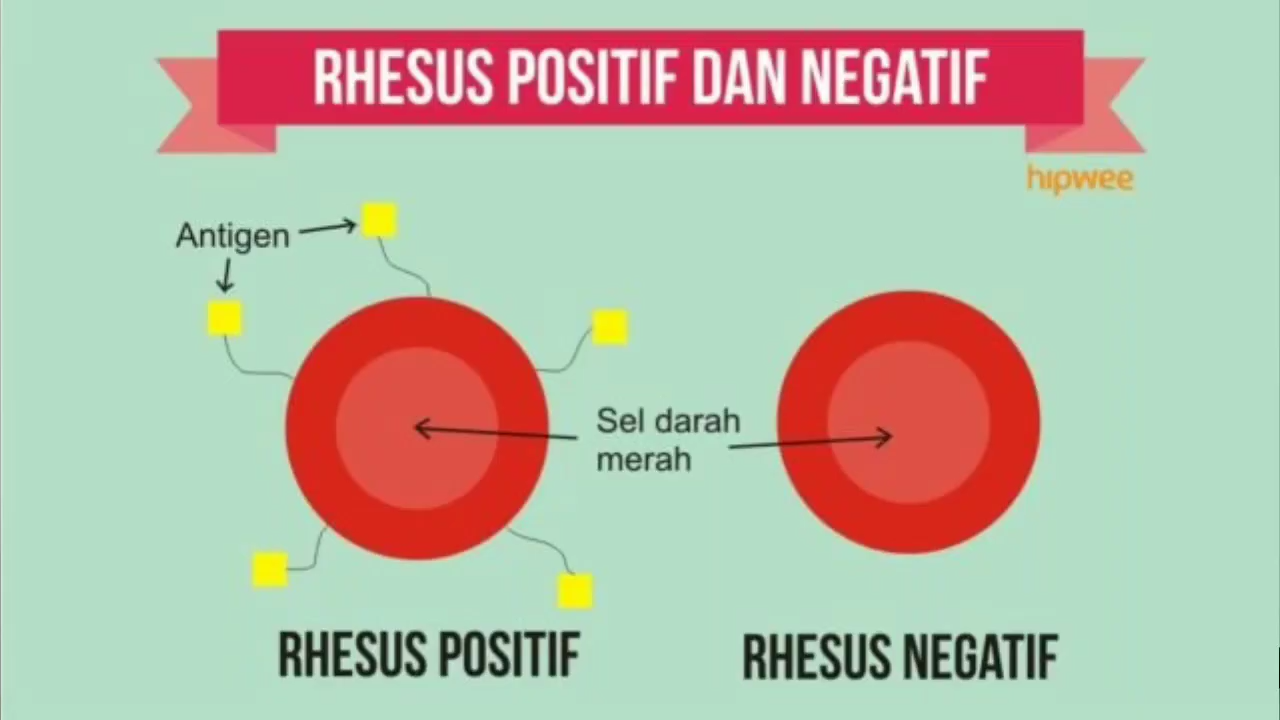 RHESUS POSITIF DAN NEGATIF
hipwee
Antigen
Sel darah
merah
RHESUS POSITIF
RHESUS NEGATIF